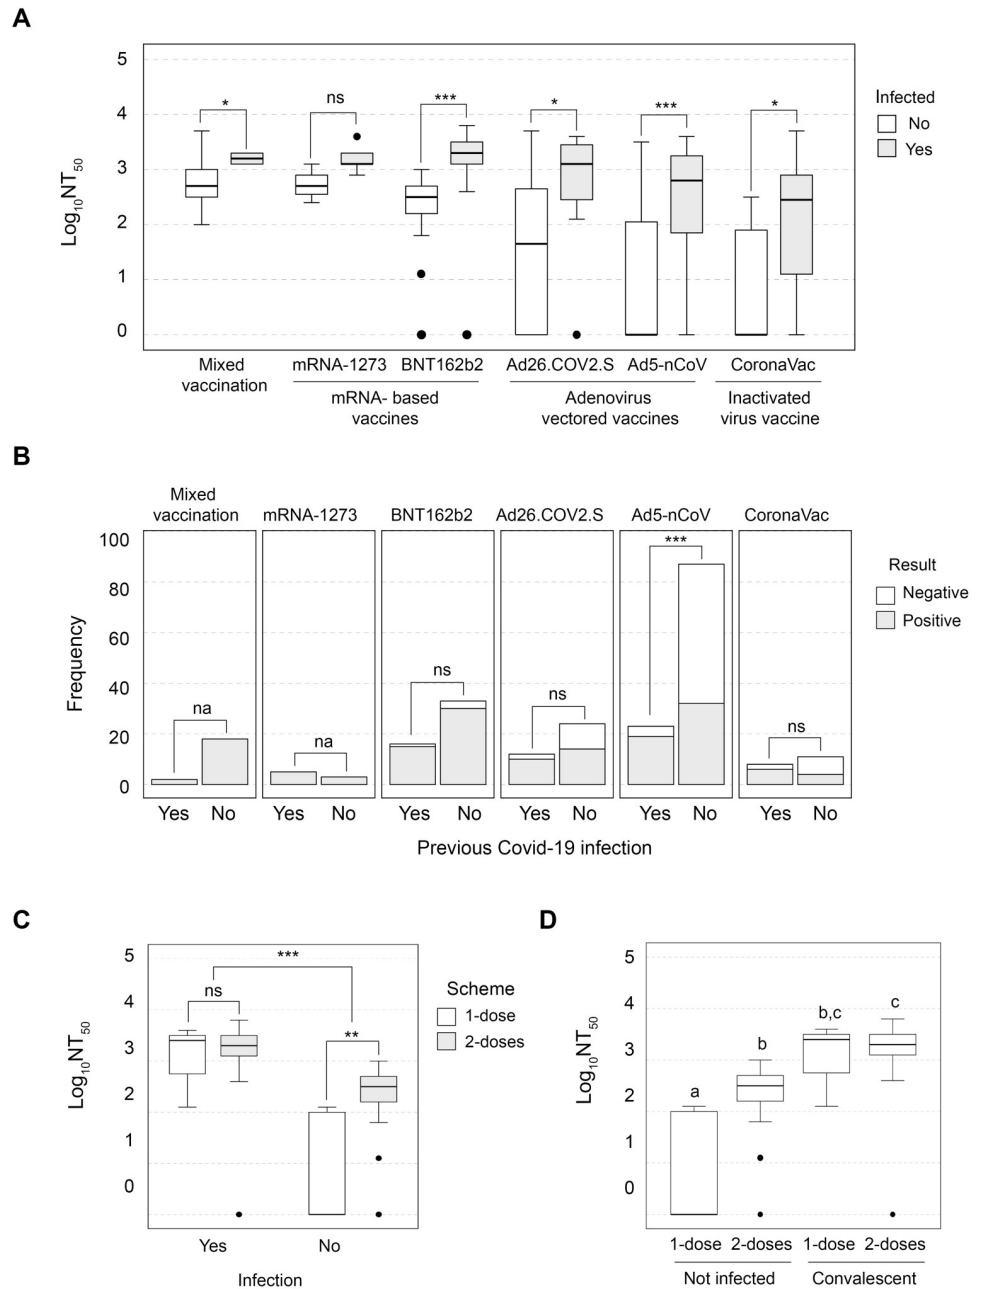 A
5
4
3
2
1
0
Log10NT50
* ns *** * *** *
Infected
No
Yes
Mixed vaccination
mRNA-1273
BNT162b2
Ad26.COV2.S
Ad5-nCoV
CoronaVac
mRNA- based
vaccines
Adenovirus
vectored vaccines
Inactivated
virus vaccine
B
Mixed
vaccination
mRNA-1273
BNT162b2
Ad26.COV2.S
Ad5-nCoV
CoronaVac
100
80
60
40
20
0
Frequency
na na ns ns *** ns
Result
Negative
Positive
Yes No Yes No Yes No Yes No Yes No Yes No
Previous Covid-19 infection
C
5
4
3
2
1
0
Log10NT50
***
ns
**
Scheme
1-dose
2-doses
Yes No
Infection
D
5
4
3
2
1
0
Log10NT50
a b b,c c
1-dose 2-doses 1-dose 2-doses
Not infected Convalescent